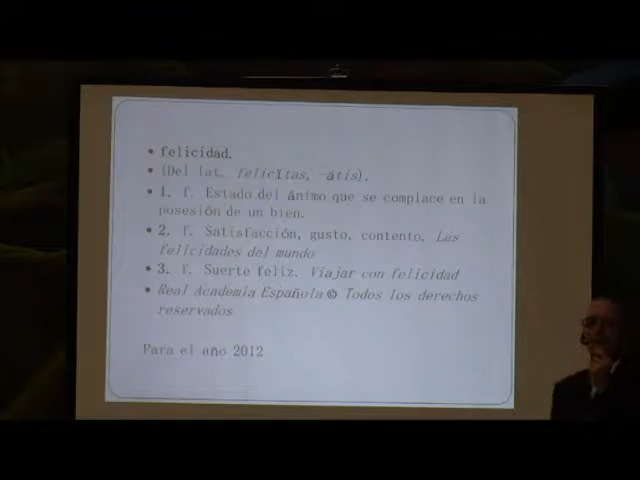 • felicidad.
• (Del lat. felicĭtas, -ātis).
• 1. f. Estado del ánimo que se complace en la
posesión de un bien.
• 2. f. Satisfacción, gusto, contento. Las
felicidades del mundo
• 3. f. Suerte feliz. Viajar con felicidad
• Real Academia Española © Todos los derechos
reservados
Para el año 2012